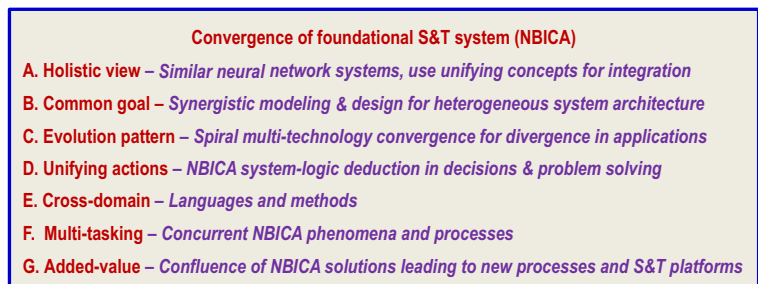 Convergence of foundational S&T system (NBICA)
A. Holistic view – Similar neural network systems, use unifying concepts for integration
B. Common goal – Synergistic modeling & design for heterogeneous system architecture
C. Evolution pattern – Spiral multi-technology convergence for divergence in applications
D. Unifying actions – NBICA system-logic deduction in decisions & problem solving
E. Cross-domain – Languages and methods
F. Multi-tasking – Concurrent NBICA phenomena and processes
G. Added-value – Confluence of NBICA solutions leading to new processes and S&T platforms